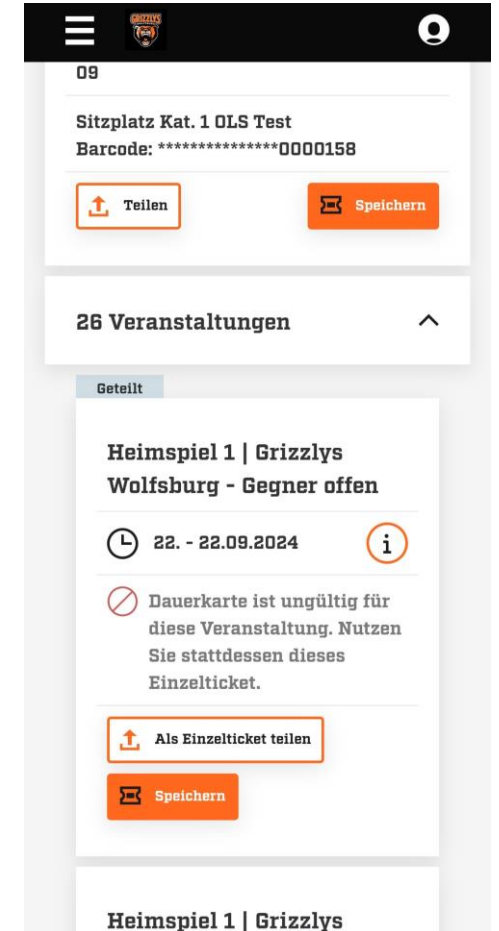 GRIZZLYS
09
Sitzplatz Kat. 1 OLS Test
Barcode: ***************0000158
Teilen
Speichern
26 Veranstaltungen
Geteilt
Heimspiel 1 | Grizzlys
Wolfsburg - Gegner offen
22. - 22.09.2024
i
Dauerkarte ist ungültig für
diese Veranstaltung. Nutzen
Sie stattdessen dieses
Einzelticket.
Als Einzelticket teilen
Speichern
Heimspiel 1 | Grizzlys